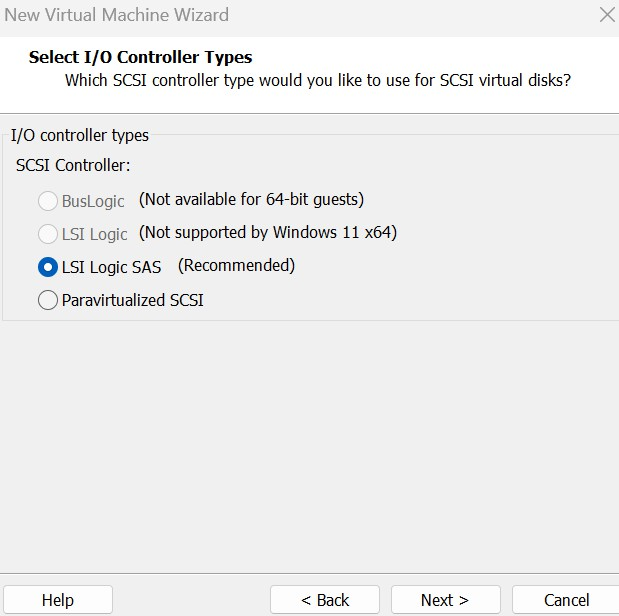 New Virtual Machine Wizard
Select I/O Controller Types
Which SCSI controller type would you like to use for SCSI virtual disks?
I/O controller types
SCSI Controller:
BusLogic (Not available for 64-bit guests)
LSI Logic (Not supported by Windows 11 x64)
LSI Logic SAS (Recommended)
Paravirtualized SCSI
Help < Back Next > Cancel